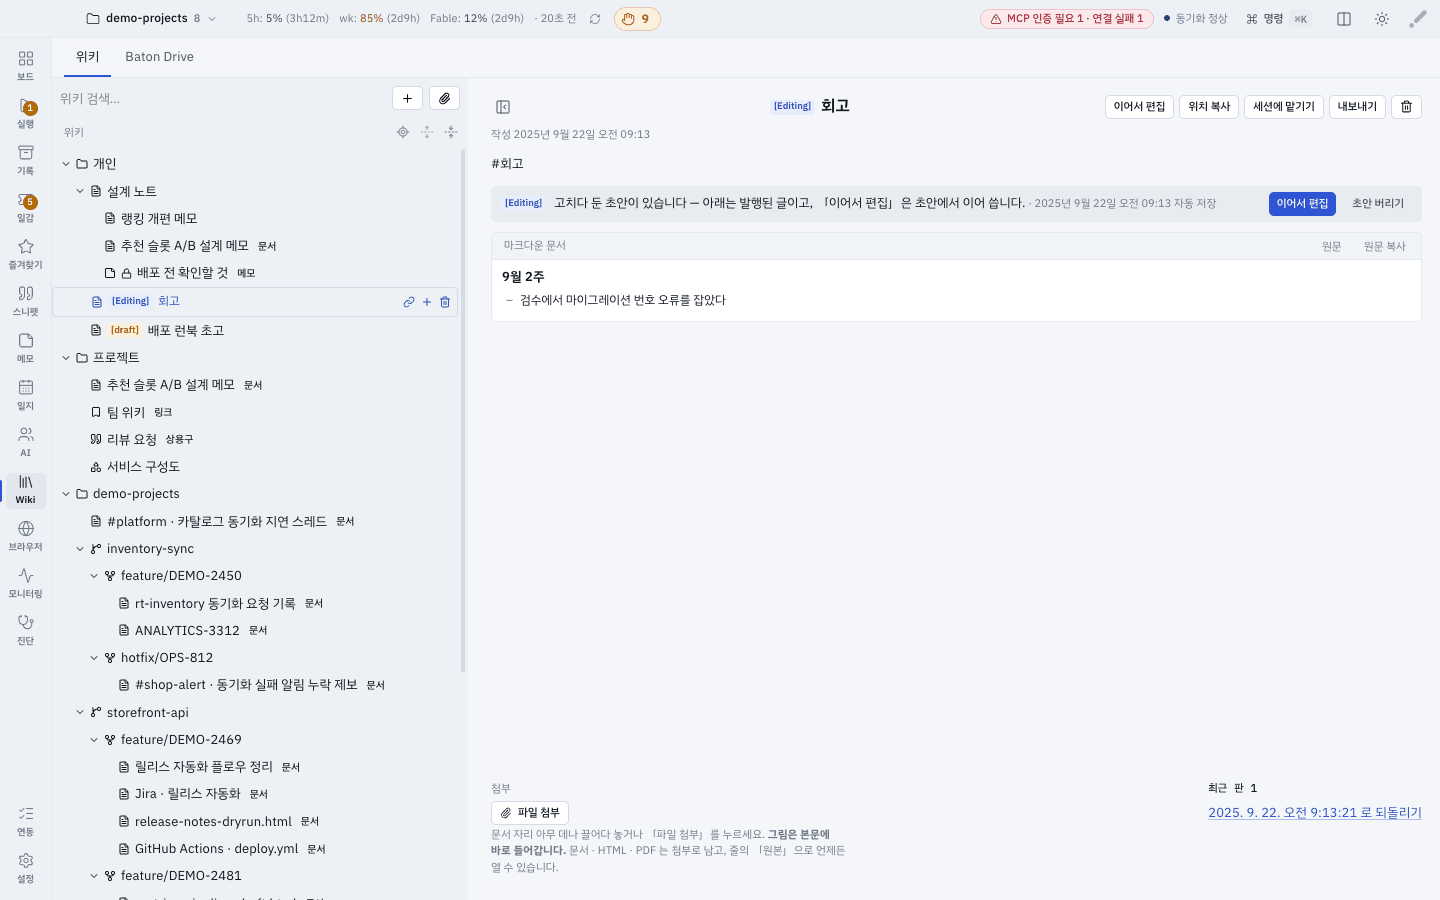 demo-projects 8
5h: 5% (3h12m) wk: 85% (2d9h) Fable: 12% (2d9h) · 20초 전
9
MCP 인증 필요 1 · 연결 실패 1
동기화 정상
⌘ 명령 ⌘K
보드
1
실행
기록
5
일감
즐겨찾기
스니펫
메모
일지
AI
Wiki
브라우저
모니터링
진단
연동
설정
위키
Baton Drive
위키 검색...
위키
개인
설계 노트
랭킹 개편 메모
추천 슬롯 A/B 설계 메모 문서
배포 전 확인할 것 메모
[Editing] 회고
[draft] 배포 런북 초고
프로젝트
추천 슬롯 A/B 설계 메모 문서
팀 위키 링크
리뷰 요청 상용구
서비스 구성도
demo-projects
#platform · 카탈로그 동기화 지연 스레드 문서
inventory-sync
feature/DEMO-2450
rt-inventory 동기화 요청 기록 문서
ANALYTICS-3312 문서
hotfix/OPS-812
#shop-alert · 동기화 실패 알림 누락 제보 문서
storefront-api
feature/DEMO-2469
릴리스 자동화 플로우 정리 문서
Jira · 릴리스 자동화 문서
release-notes-dryrun.html 문서
GitHub Actions · deploy.yml 문서
feature/DEMO-2481
[Editing] 회고
이어서 편집
위치 복사
세션에 맡기기
내보내기
작성 2025년 9월 22일 오전 09:13
#회고
[Editing] 고치다 둔 초안이 있습니다 — 아래는 발행된 글이고, 「이어서 편집」은 초안에서 이어 씁니다. · 2025년 9월 22일 오전 09:13 자동 저장
이어서 편집
초안 버리기
마크다운 문서
원문
원문 복사
9월 2주
– 검수에서 마이그레이션 번호 오류를 잡았다
첨부
파일 첨부
문서 자리 아무 데나 끌어다 놓거나 「파일 첨부」를 누르세요. 그림은 본문에
바로 들어갑니다. 문서 · HTML · PDF 는 첨부로 남고, 줄의 「원본」으로 언제든
열 수 있습니다.
최근 판 1
2025. 9. 22. 오전 9:13:21 로 되돌리기